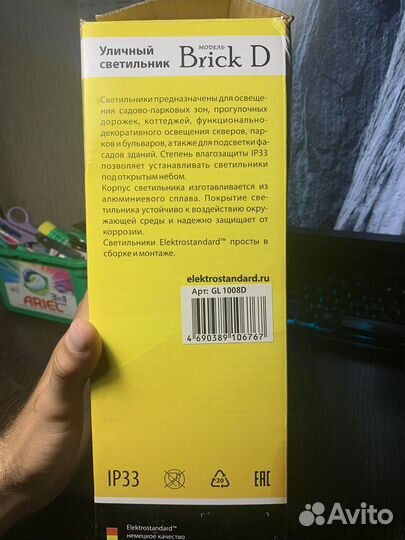 Уличный
светильник
МОДЕЛЬ
Brick D
Светильники предназначены для освеще-
ния садово-парковых зон, прогулочных
дорожек, коттеджей, функционально-
декоративного освещения скверов, пар-
ков и бульваров, а также для подсветки фа-
садов зданий. Степень влагозащиты IP33
позволяет устанавливать светильники
под открытым небом.
Корпус светильника изготавливается из
алюминиевого сплава. Покрытие све-
тильника устойчиво к воздействию окру-
жающей среды и надежно защищает от
коррозии.
Светильники Elektrostandard™ просты в
сборке и монтаже.
elektrostandard.ru
Арт: GL 1008D
4 690389 106767
ARIEL
IP33
20
EAC
Elektrostandard™
немецкое качество
Avito